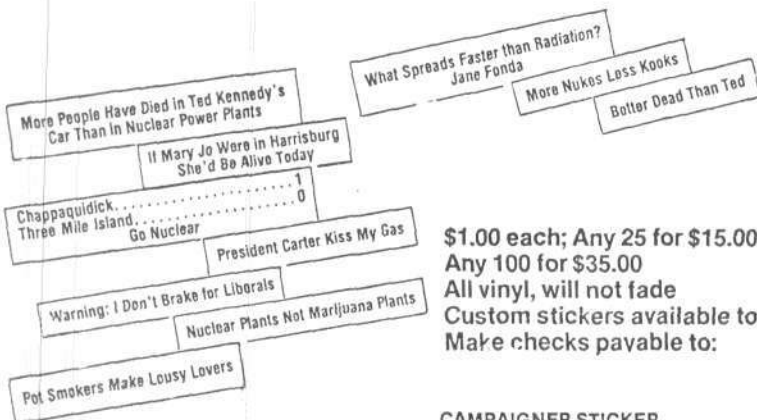 What Spreads Faster than Radiation?
Jane Fonda
More Nukes Less Kooks
Better Dead Than Ted
More People Have Died in Ted Kennedy's
Car Than in Nuclear Power Plants
If Mary Jo Were in Harrisburg
She'd Be Alive Today
Chappaquidick. . . . . . . . . . . . . . . . . . . 1
Three Mile Island. . . . . . . . . . . . . . . . . . 0
Go Nuclear
President Carter Kiss My Gas
Warning: I Don't Brake for Liberals
Nuclear Plants Not Marijuana Plants
Pot Smokers Make Lousy Lovers
$1.00 each; Any 25 for $15.00
Any 100 for $35.00
All vinyl, will not fade
Custom stickers available to
Make checks payable to:
CAMPAIGNER STICKER